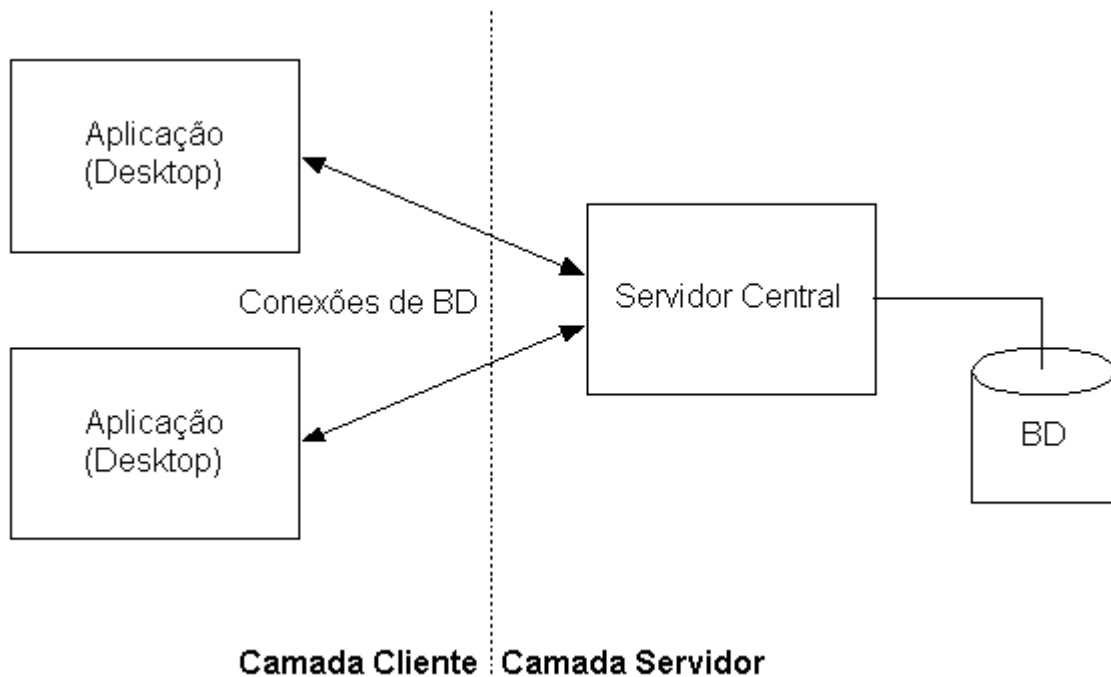 Aplicação
(Desktop)
Conexões de BD
Servidor Central
Aplicação
(Desktop)
BD
Camada Cliente
Camada Servidor